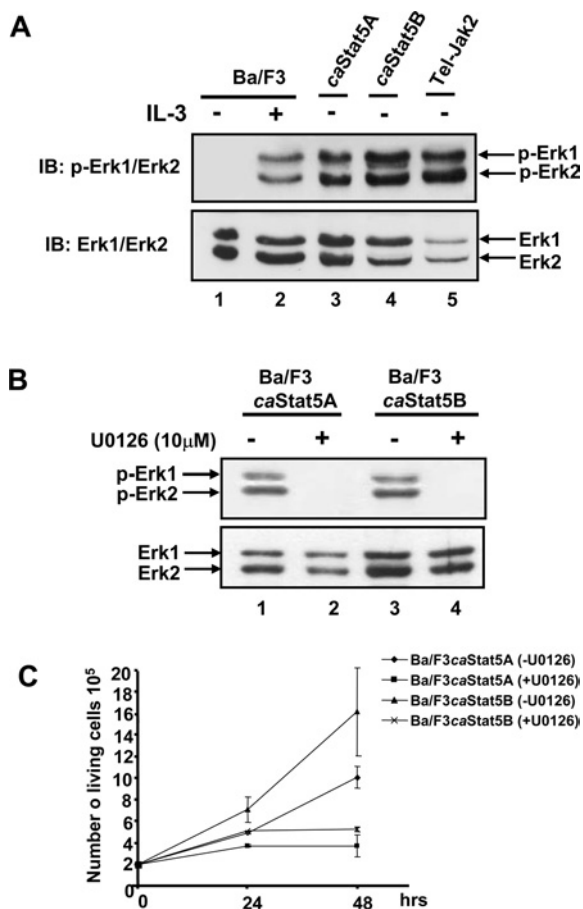 A
Ba/F3
caStat5A
caStat5B
Tel-Jak2
IL-3 - + - - -
IB: p-Erk1/Erk2
p-Erk1
p-Erk2
IB: Erk1/Erk2
Erk1
Erk2
1 2 3 4 5
B
Ba/F3 Ba/F3
caStat5A caStat5B
U0126 (10µM) - + - +
p-Erk1
p-Erk2
Erk1
Erk2
1 2 3 4
C
Number o living cells 10⁵
20
18
16
14
12
10
8
6
4
2
0
0 24 48 hrs
Ba/F3caStat5A (-U0126)
Ba/F3caStat5A (+U0126)
Ba/F3caStat5B (-U0126)
Ba/F3caStat5B (+U0126)